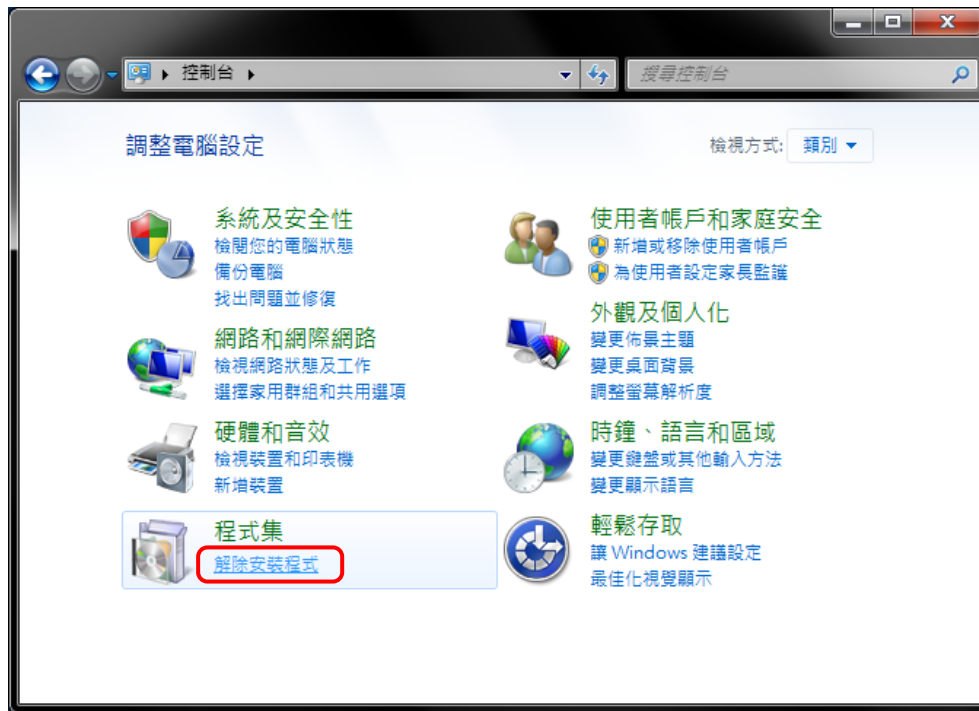 控制台
搜尋控制台
調整電腦設定
檢視方式: 類別
系統及安全性
檢閱您的電腦狀態
備份電腦
找出問題並修復
網路和網際網路
檢視網路狀態及工作
選擇家用群組和共用選項
硬體和音效
檢視裝置和印表機
新增裝置
程式集
解除安裝程式
使用者帳戶和家庭安全
新增或移除使用者帳戶
為使用者設定家長監護
外觀及個人化
變更佈景主題
變更桌面背景
調整螢幕解析度
時鐘、語言和區域
變更鍵盤或其他輸入方法
變更顯示語言
輕鬆存取
讓 Windows 建議設定
最佳化視覺顯示